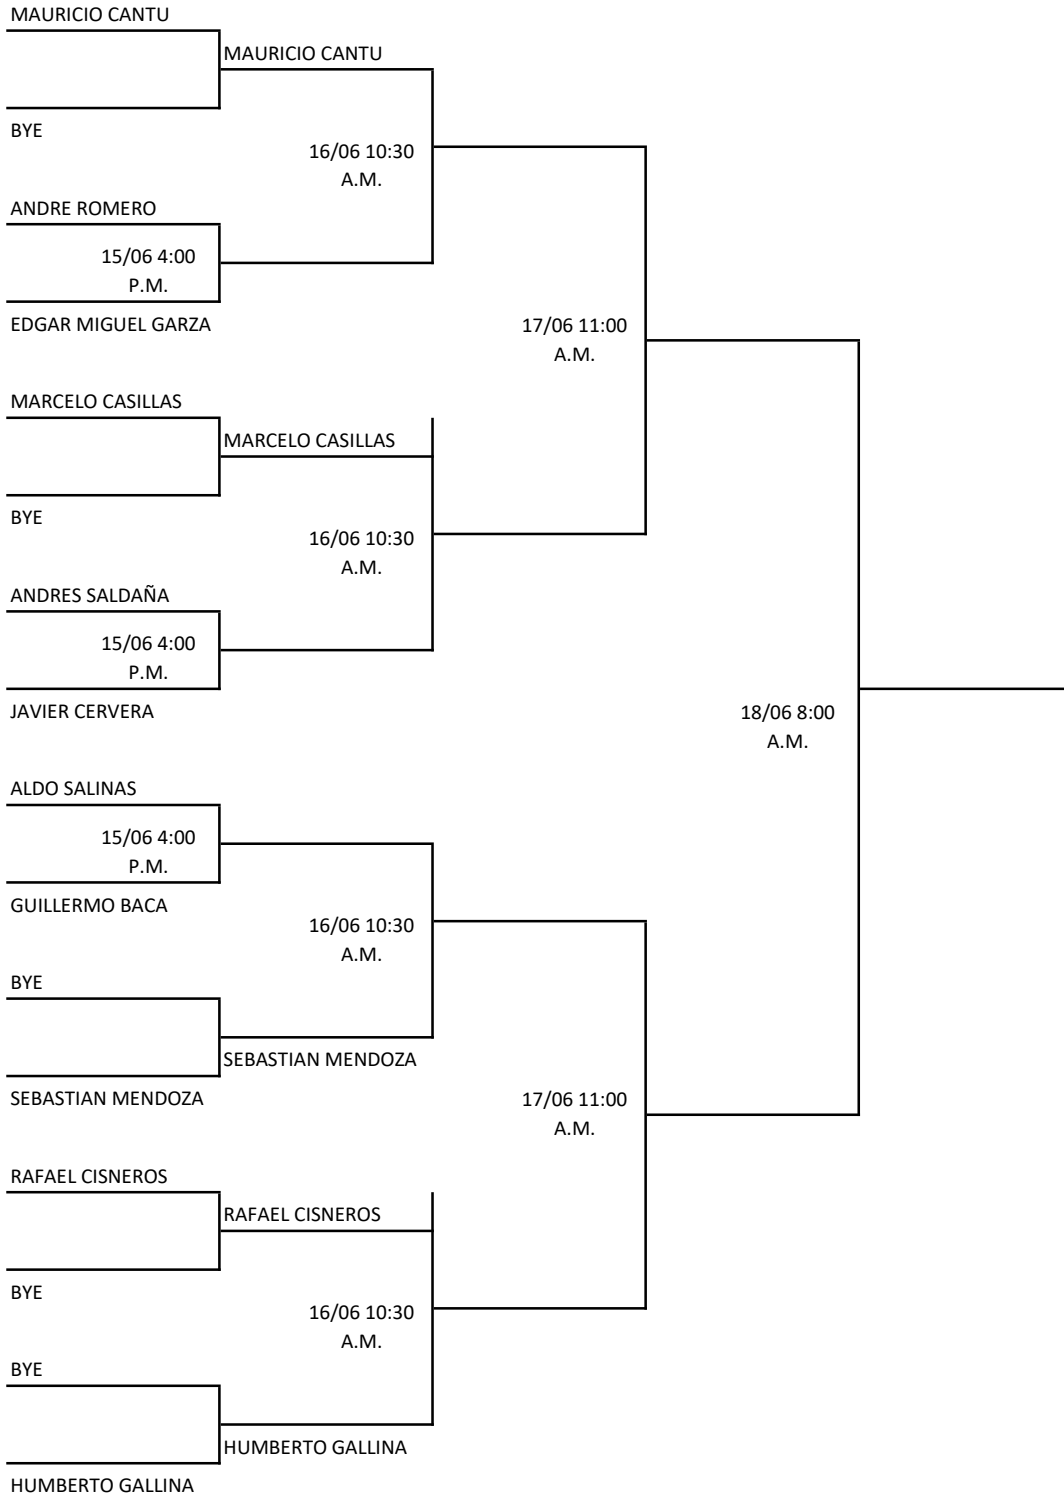 MAURICIO CANTU
MAURICIO CANTU
BYE
16/06 10:30
A.M.
ANDRE ROMERO
15/06 4:00
P.M.
EDGAR MIGUEL GARZA
17/06 11:00
A.M.
MARCELO CASILLAS
MARCELO CASILLAS
BYE
16/06 10:30
A.M.
ANDRES SALDAÑA
15/06 4:00
P.M.
JAVIER CERVERA
18/06 8:00
A.M.
ALDO SALINAS
15/06 4:00
P.M.
GUILLERMO BACA
16/06 10:30
A.M.
BYE
SEBASTIAN MENDOZA
SEBASTIAN MENDOZA
17/06 11:00
A.M.
RAFAEL CISNEROS
RAFAEL CISNEROS
BYE
16/06 10:30
A.M.
BYE
HUMBERTO GALLINA
HUMBERTO GALLINA